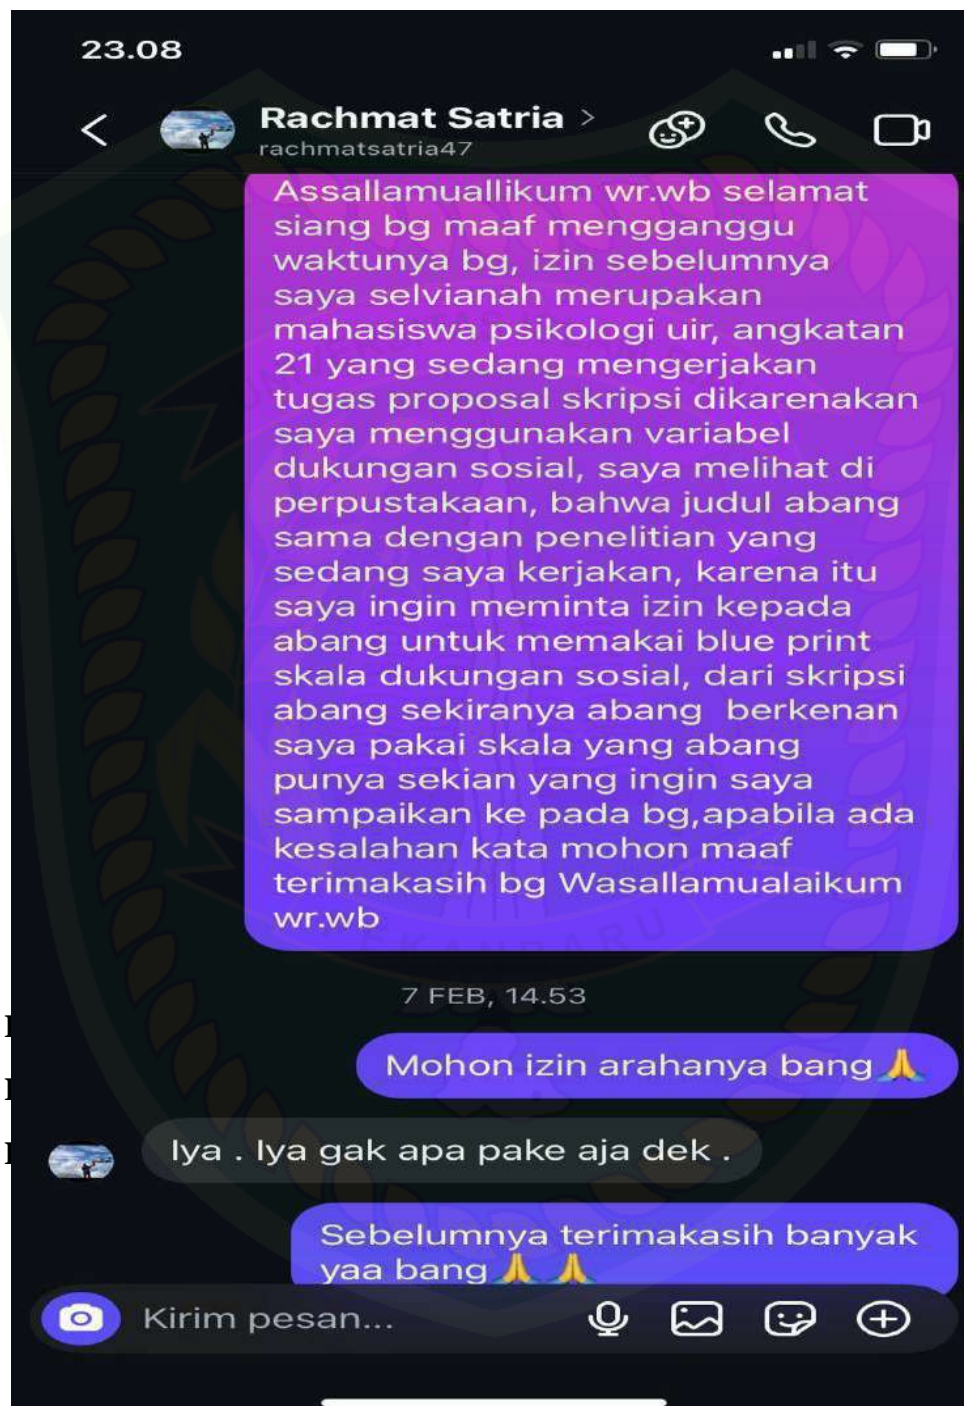 23.08
Rachmat Satria >
rachmatsatria47
Assallamuallikum wr.wb selamat
siang bg maaf mengganggu
waktunya bg, izin sebelumnya
saya selvianah merupakan
mahasiswa psikologi uir, angkatan
21 yang sedang mengerjakan
tugas proposal skripsi dikarenakan
saya menggunakan variabel
dukungan sosial, saya melihat di
perpustakaan, bahwa judul abang
sama dengan penelitian yang
sedang saya kerjakan, karena itu
saya ingin meminta izin kepada
abang untuk memakai blue print
skala dukungan sosial, dari skripsi
abang sekiranya abang  berkenan
saya pakai skala yang abang
punya sekian yang ingin saya
sampaikan ke pada bg,apabila ada
kesalahan kata mohon maaf
terimakasih bg Wasallamualaikum
wr.wb
7 FEB, 14.53
Mohon izin arahanya bang🙏
Iya . Iya gak apa pake aja dek .
Sebelumnya terimakasih banyak
yaa bang🙏🙏
Kirim pesan...